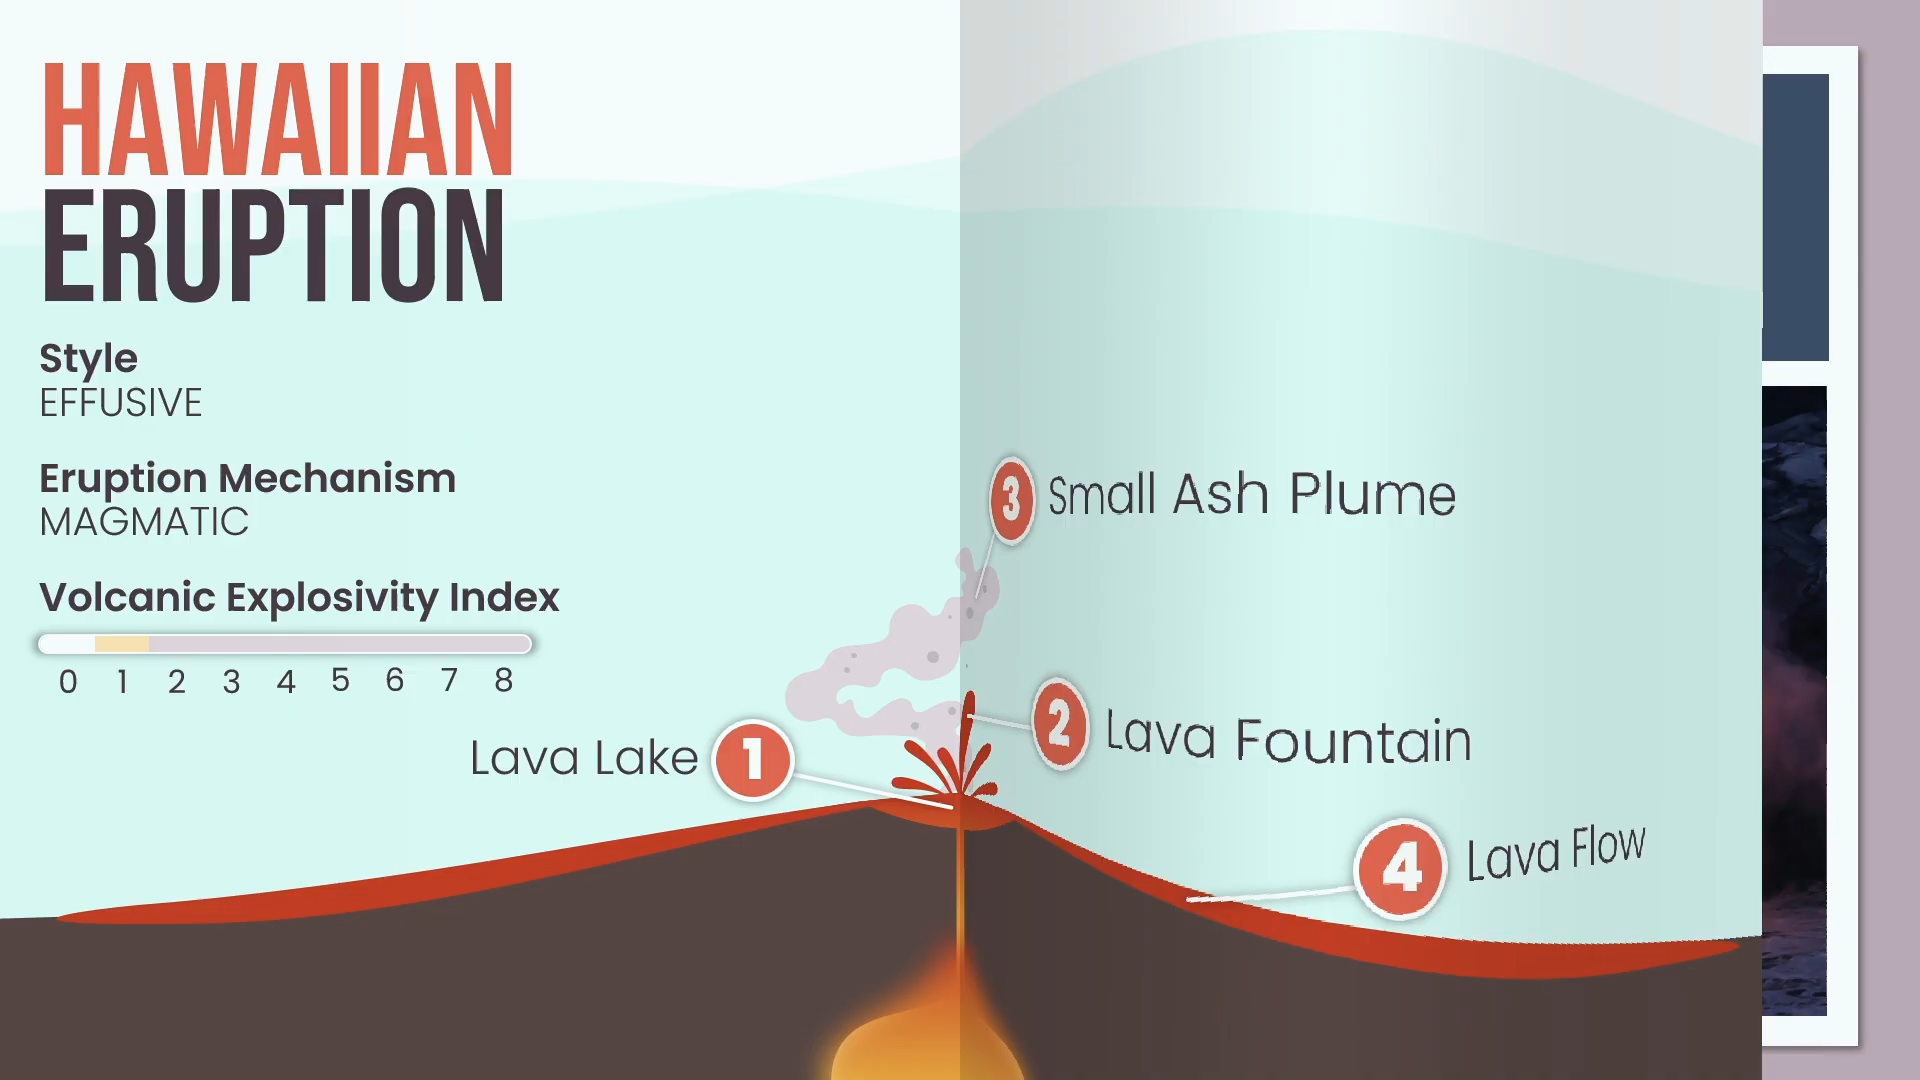 HAWAIIAN
ERUPTION
Style
EFFUSIVE
Eruption Mechanism
MAGMATIC
Volcanic Explosivity Index
0 1 2 3 4 5 6 7 8
3 Small Ash Plume
2 Lava Fountain
Lava Lake 1
4 Lava Flow